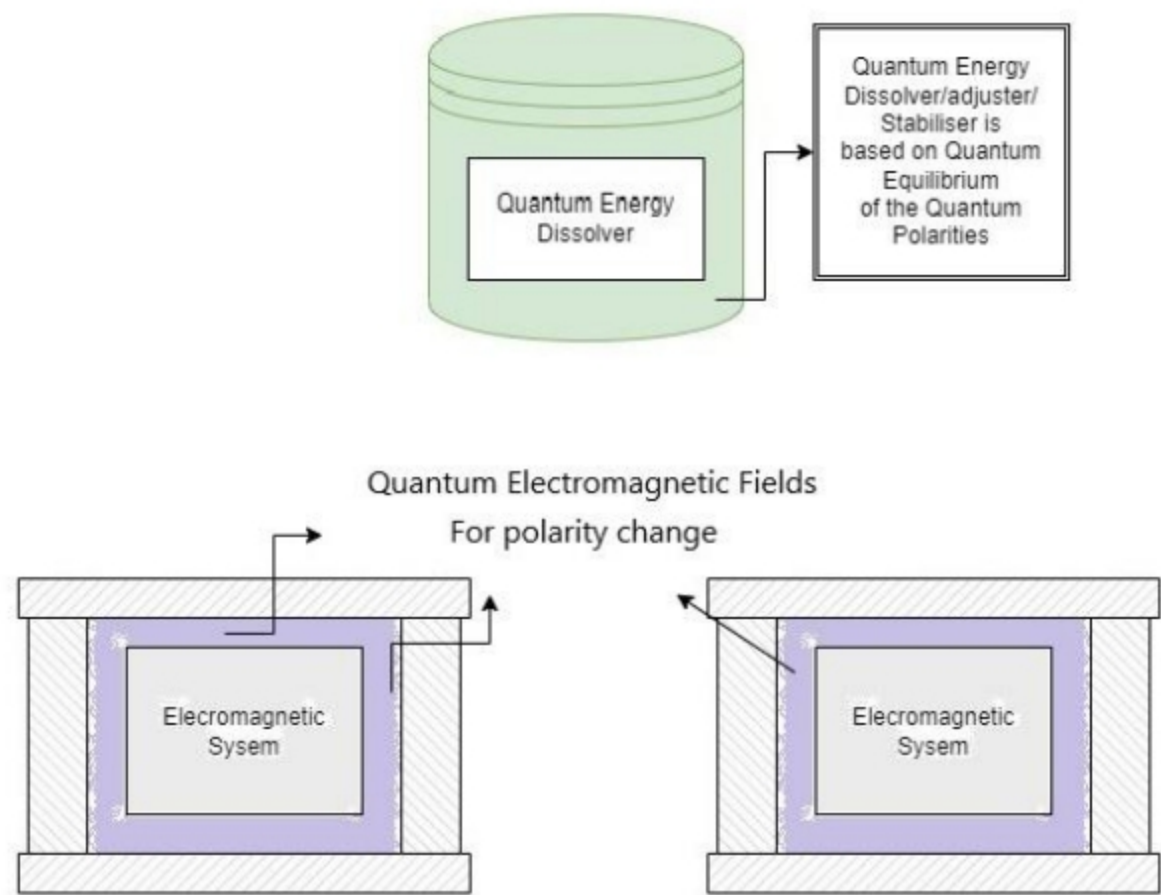 Quantum Energy
Dissolver
Quantum Energy
Dissolver/adjuster/
Stabiliser is
based on Quantum
Equilibrium
of the Quantum
Polarities
Quantum Electromagnetic Fields
For polarity change
Elecromagnetic
Sysem
Elecromagnetic
Sysem